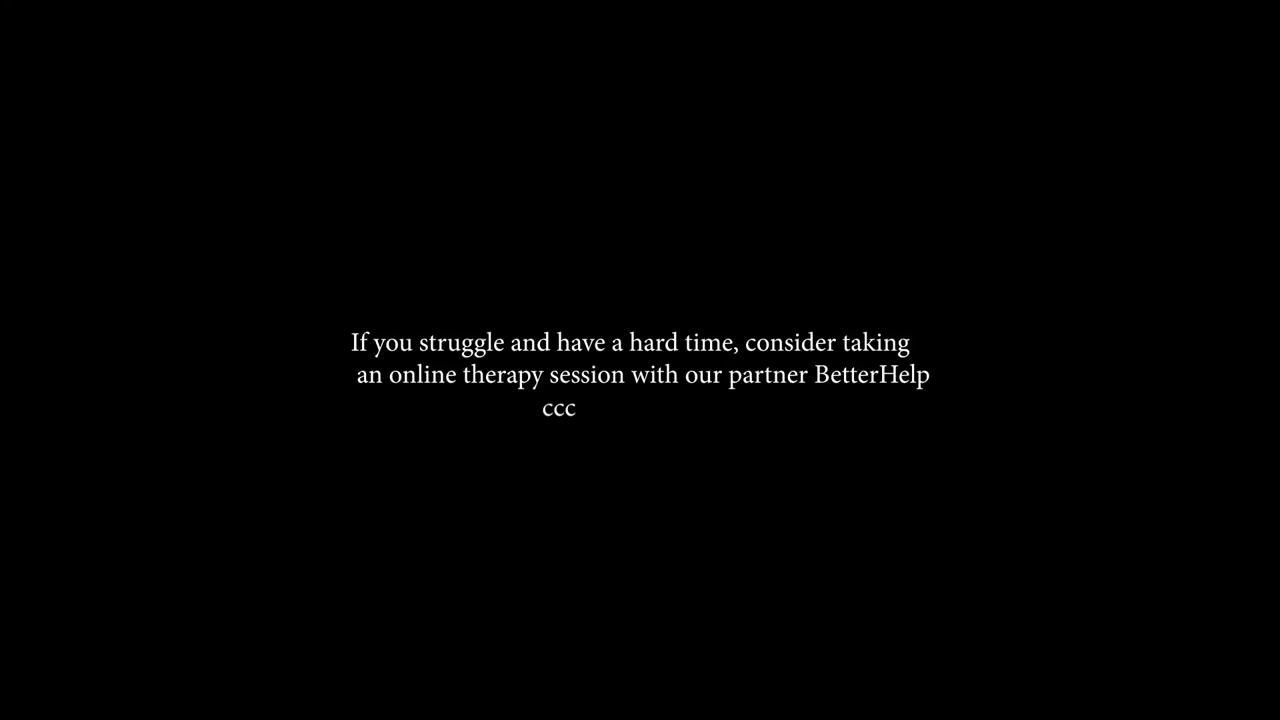 If you struggle and have a hard time, consider taking
an online therapy session with our partner BetterHelp
ccc